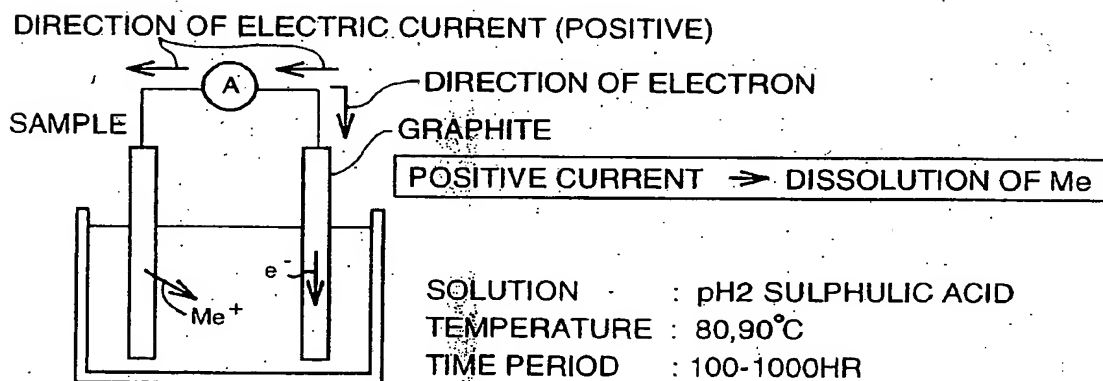 DIRECTION OF ELECTRIC CURRENT (POSITIVE)
A
DIRECTION OF ELECTRON
SAMPLE
GRAPHITE
POSITIVE CURRENT → DISSOLUTION OF Me
e⁻
Me⁺
SOLUTION : pH2 SULPHULIC ACID
TEMPERATURE : 80,90°C
TIME PERIOD : 100-1000HR